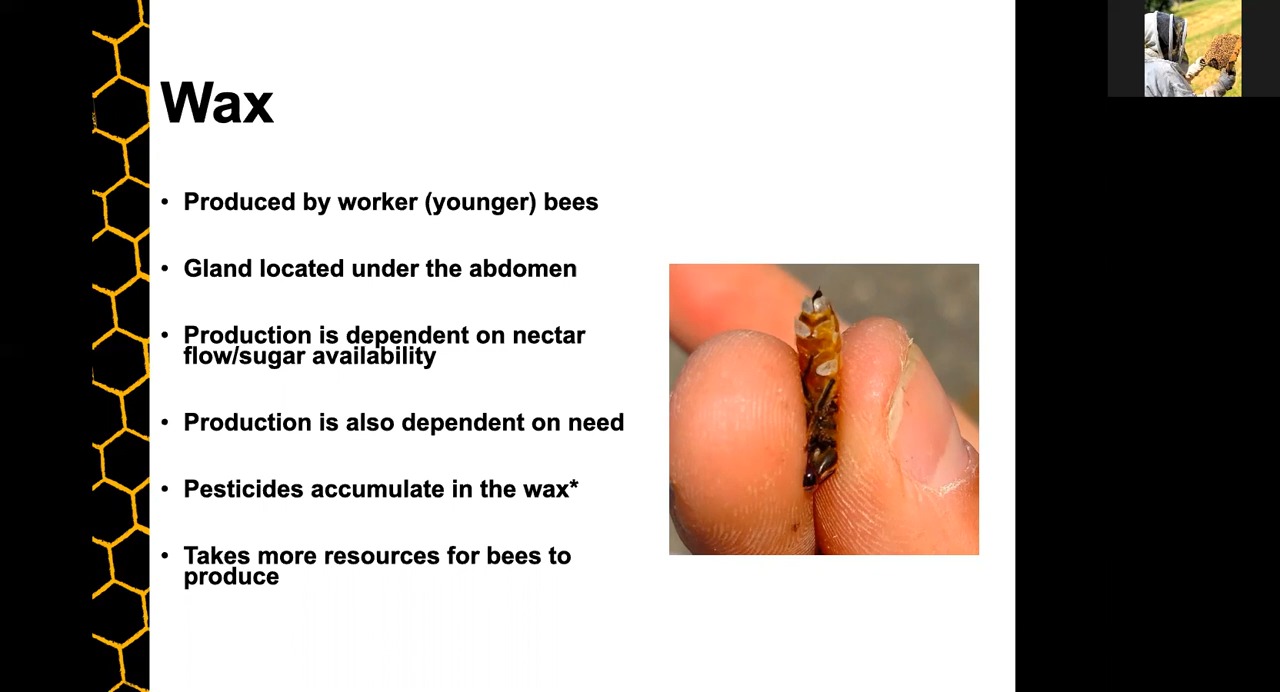 Wax
• Produced by worker (younger) bees
• Gland located under the abdomen
• Production is dependent on nectar
flow/sugar availability
• Production is also dependent on need
• Pesticides accumulate in the wax*
• Takes more resources for bees to
produce